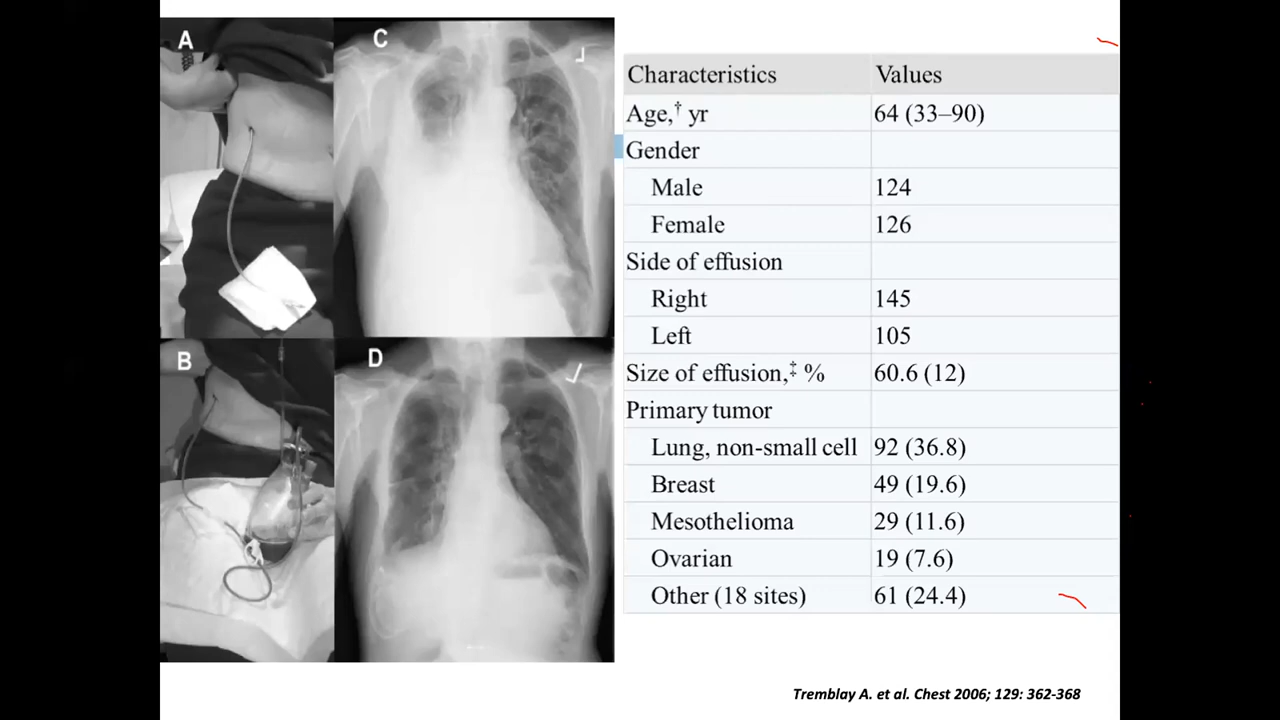 A
C
L
B
D
Characteristics Values
Age,† yr 64 (33–90)
Gender
Male 124
Female 126
Side of effusion
Right 145
Left 105
Size of effusion,‡ % 60.6 (12)
Primary tumor
Lung, non-small cell 92 (36.8)
Breast 49 (19.6)
Mesothelioma 29 (11.6)
Ovarian 19 (7.6)
Other (18 sites) 61 (24.4)
Tremblay A. et al. Chest 2006; 129: 362-368